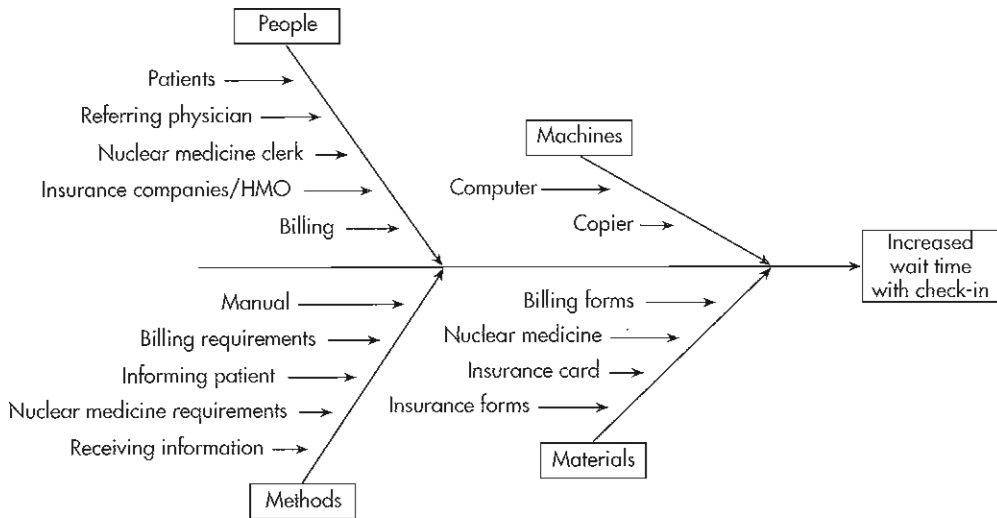 People
Patients
Referring physician
Nuclear medicine clerk
Insurance companies/HMO
Billing
Machines
Computer
Copier
Increased
wait time
with check-in
Manual
Billing requirements
Informing patient
Nuclear medicine requirements
Receiving information
Methods
Billing forms
Nuclear medicine
Insurance card
Insurance forms
Materials